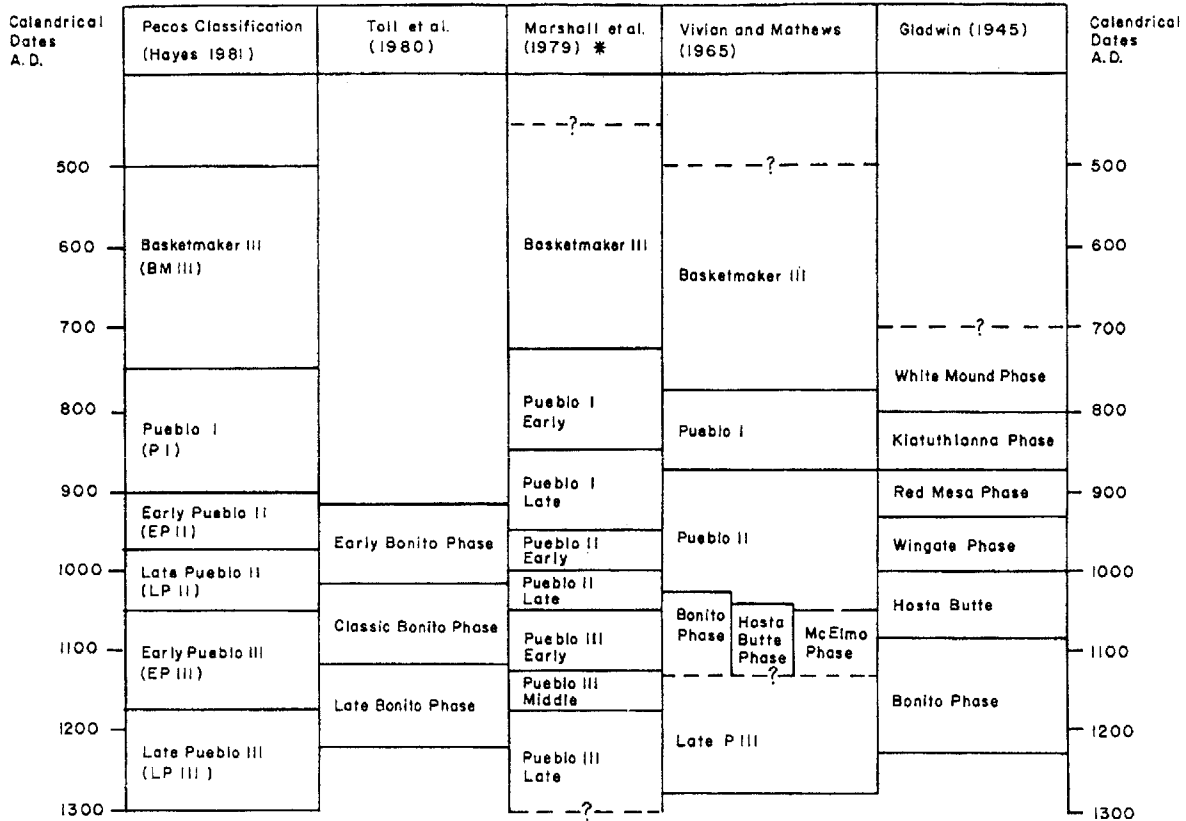 Calendrical
Dates
A.D.
Pecos Classification
(Hayes 1981)
Toll et al.
(1980)
Marshall et al.
(1979) *
Vivian and Mathews
(1965)
Gladwin (1945)
Calendrical
Dates
A.D.
500
600
700
800
900
1000
1100
1200
1300
Basketmaker III
(BM III)
Pueblo I
(P I)
Early Pueblo II
(EP II)
Late Pueblo II
(LP II)
Early Pueblo III
(EP III)
Late Pueblo III
(LP III)
Early Bonito Phase
Classic Bonito Phase
Late Bonito Phase
?
Basketmaker III
Pueblo I
Early
Pueblo I
Late
Pueblo II
Early
Pueblo II
Late
Pueblo III
Early
Pueblo III
Middle
Pueblo III
Late
?
?
Basketmaker III
Pueblo I
Pueblo II
Bonito
Phase
Hosta
Butte
Phase
McElmo
Phase
?
Late P III
?
White Mound Phase
Kiatuthlanna Phase
Red Mesa Phase
Wingate Phase
Hosta Butte
Bonito Phase
500
600
700
800
900
1000
1100
1200
1300